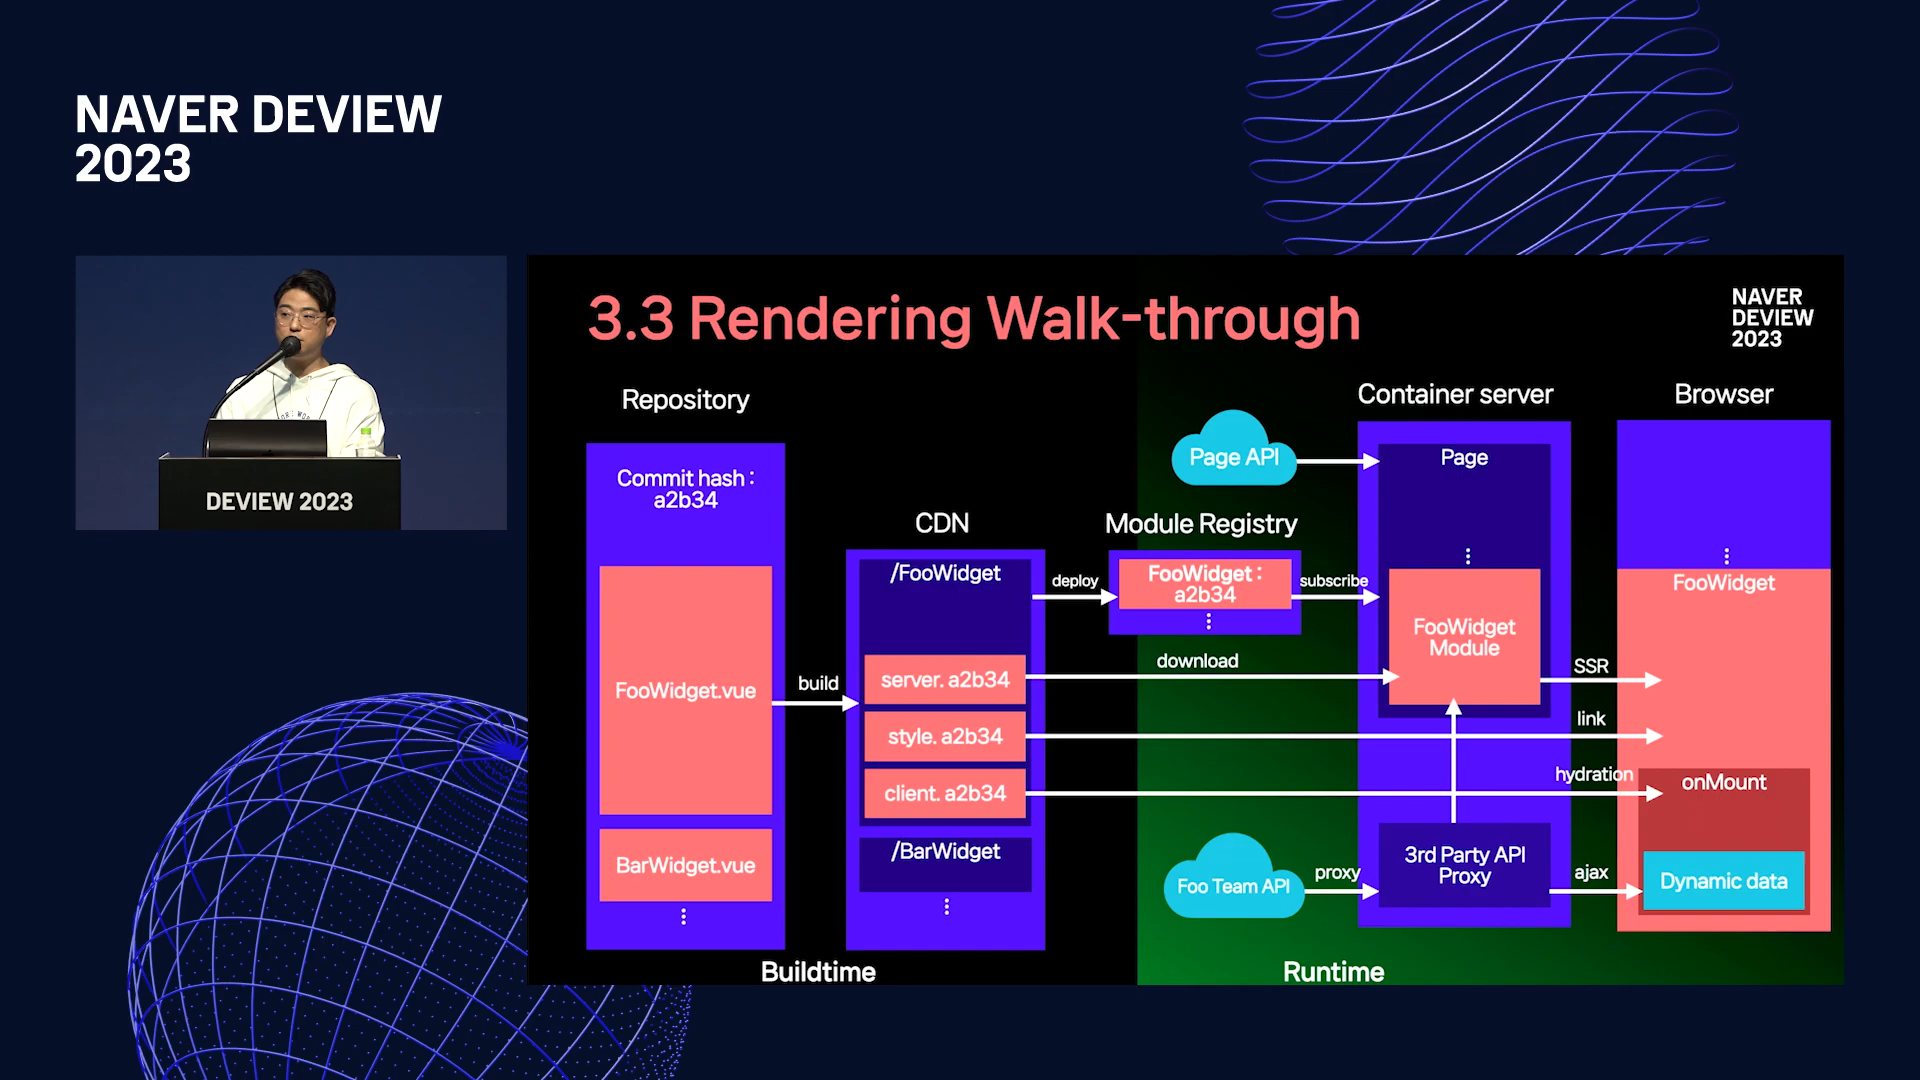 NAVER DEVIEW
2023
DEVIEW 2023
3.3 Rendering Walk-through
NAVER
DEVIEW
2023
Repository
Commit hash :
a2b34
FooWidget.vue
BarWidget.vue
build
CDN
/FooWidget
server. a2b34
style. a2b34
client. a2b34
/BarWidget
Buildtime
deploy
Module Registry
FooWidget :
a2b34
subscribe
download
Page API
Foo Team API
proxy
Container server
Page
FooWidget
Module
3rd Party API
Proxy
SSR
link
hydration
ajax
Browser
FooWidget
onMount
Dynamic data
Runtime